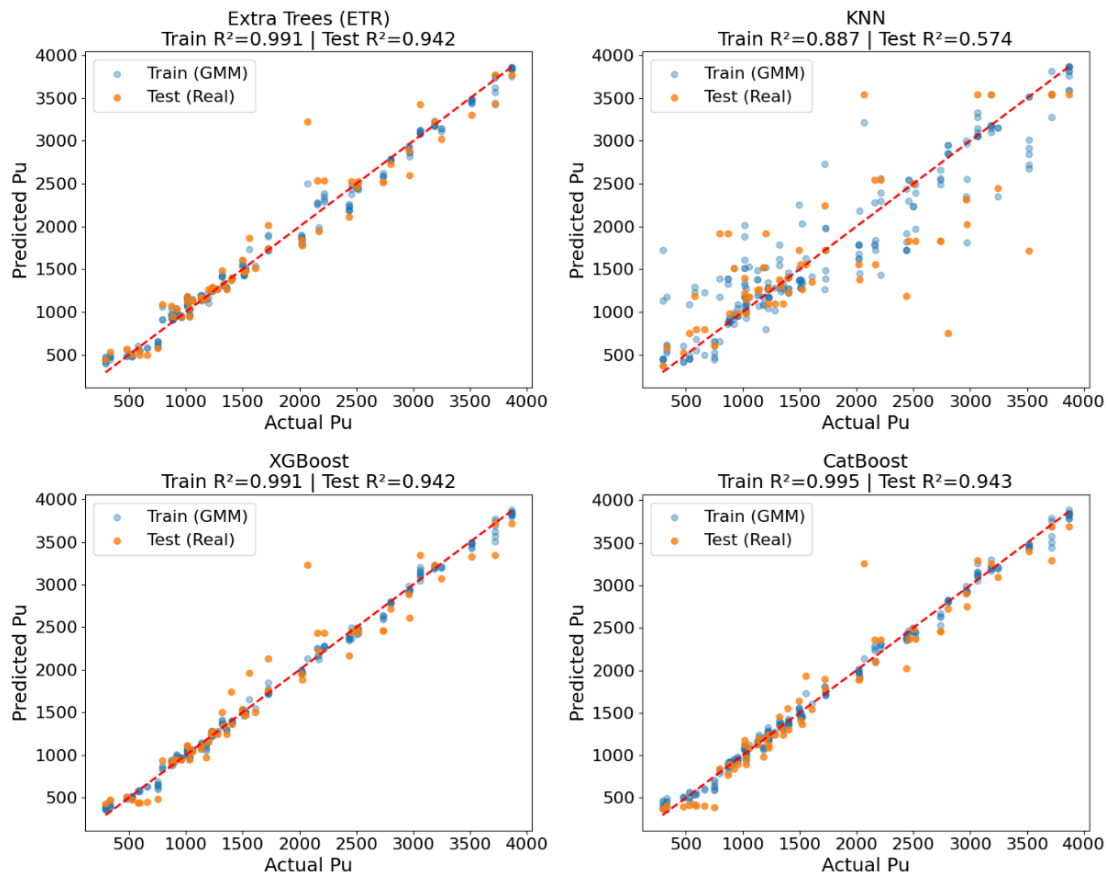 Extra Trees (ETR)
Train R²=0.991 | Test R²=0.942
4000
3500
3000
2500
2000
1500
1000
500
Predicted Pu
Train (GMM)
Test (Real)
500 1000 1500 2000 2500 3000 3500 4000
Actual Pu
KNN
Train R²=0.887 | Test R²=0.574
4000
3500
3000
2500
2000
1500
1000
500
Predicted Pu
Train (GMM)
Test (Real)
500 1000 1500 2000 2500 3000 3500 4000
Actual Pu
XGBoost
Train R²=0.991 | Test R²=0.942
4000
3500
3000
2500
2000
1500
1000
500
Predicted Pu
Train (GMM)
Test (Real)
500 1000 1500 2000 2500 3000 3500 4000
Actual Pu
CatBoost
Train R²=0.995 | Test R²=0.943
4000
3500
3000
2500
2000
1500
1000
500
Predicted Pu
Train (GMM)
Test (Real)
500 1000 1500 2000 2500 3000 3500 4000
Actual Pu